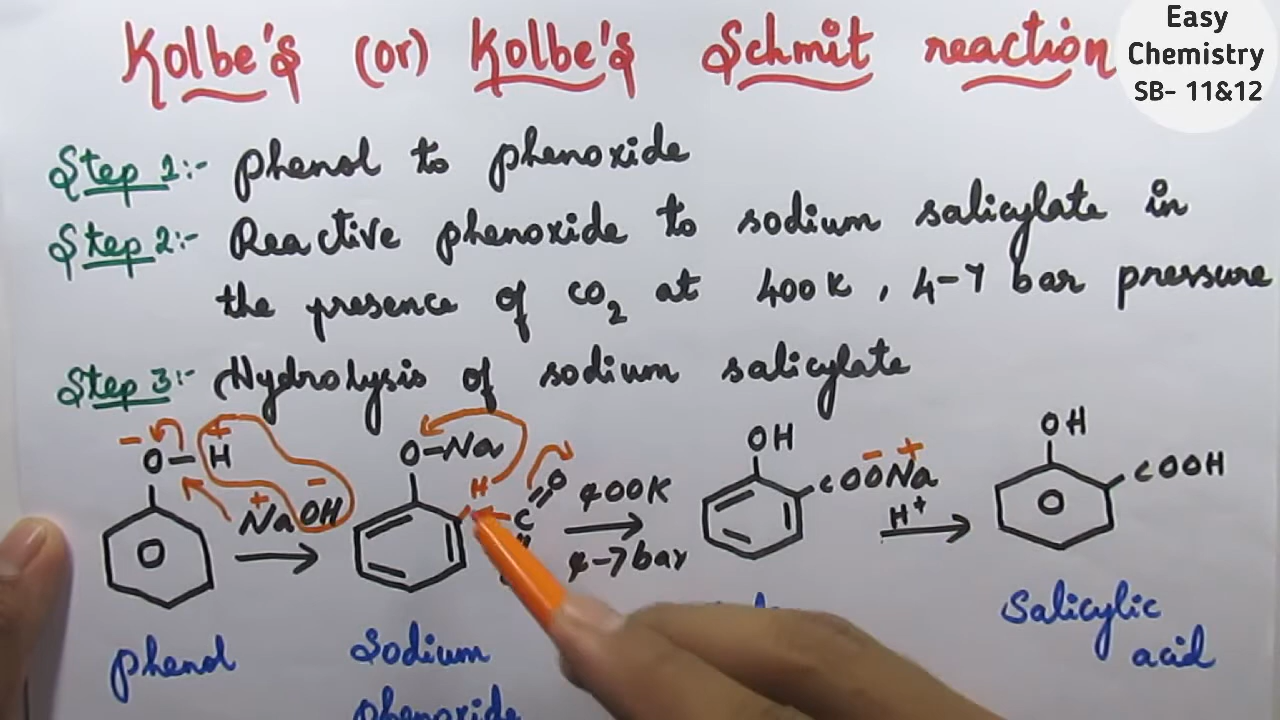 Kolbe's (or) Kolbe's Schmit reaction
Easy
Chemistry
SB- 11&12
Step 1:- Phenol to phenoxide
Step 2:- Reactive phenoxide to sodium salicylate in
the presence of CO2 at 400K, 4-7 bar pressure
Step 3:- Hydrolysis of sodium salicylate
- O-H +
+ NaOH -
O-Na
H
C O
400K
4-7bar
OH
COONa - +
H+
OH
COOH
phenol
Sodium
phenoxide
Salicylic
acid